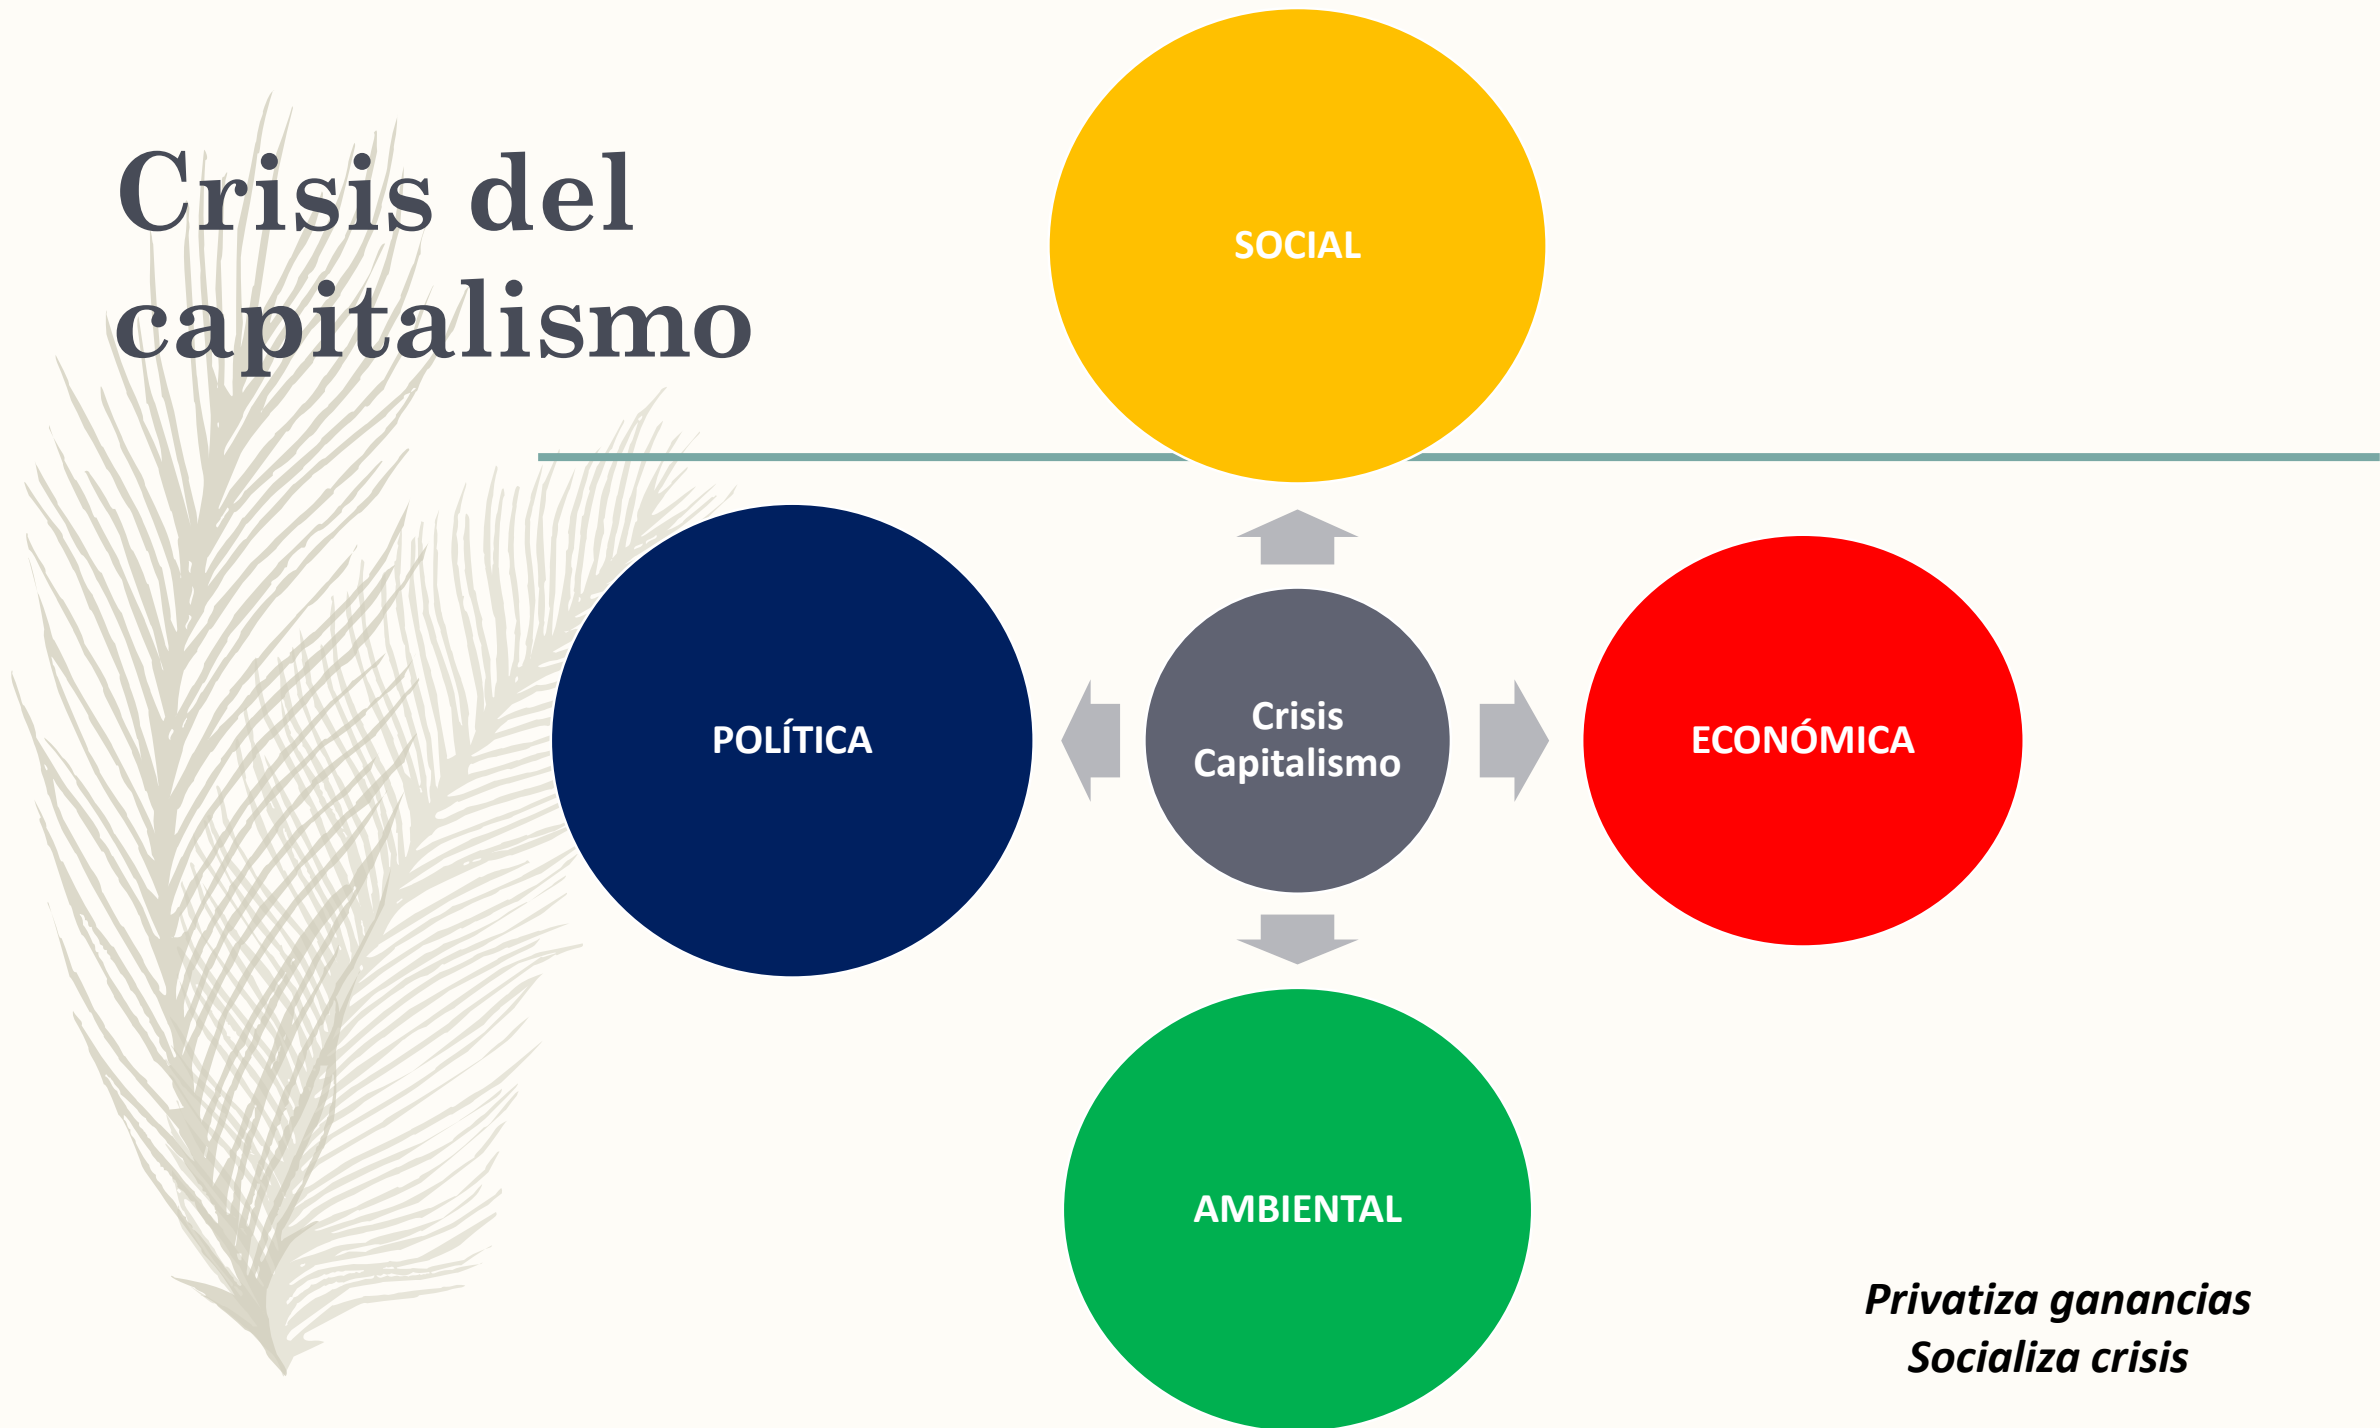 Crisis del
capitalismo
SOCIAL
POLÍTICA
Crisis
Capitalismo
ECONÓMICA
AMBIENTAL
Privatiza ganancias
Socializa crisis